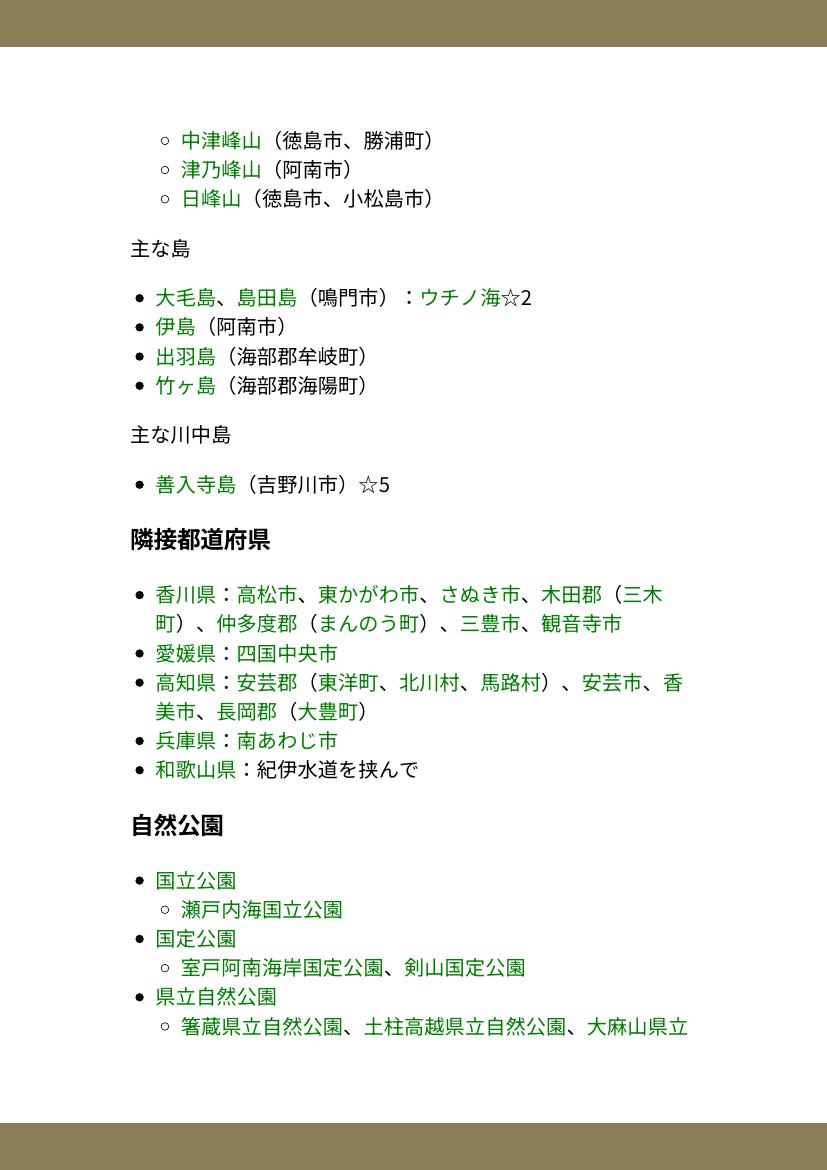 中津峰山（徳島市、勝浦町）
津乃峰山（阿南市）
日峰山（徳島市、小松島市）
主な島
大毛島、島田島（鳴門市）：ウチノ海☆2
伊島（阿南市）
出羽島（海部郡牟岐町）
竹ヶ島（海部郡海陽町）
主な川中島
善入寺島（吉野川市）☆5
隣接都道府県
香川県：高松市、東かがわ市、さぬき市、木田郡（三木
町）、仲多度郡（まんのう町）、三豊市、観音寺市
愛媛県：四国中央市
高知県：安芸郡（東洋町、北川村、馬路村）、安芸市、香
美市、長岡郡（大豊町）
兵庫県：南あわじ市
和歌山県：紀伊水道を挟んで
自然公園
国立公園
瀬戸内海国立公園
国定公園
室戸阿南海岸国定公園、剣山国定公園
県立自然公園
箸蔵県立自然公園、土柱高越県立自然公園、大麻山県立